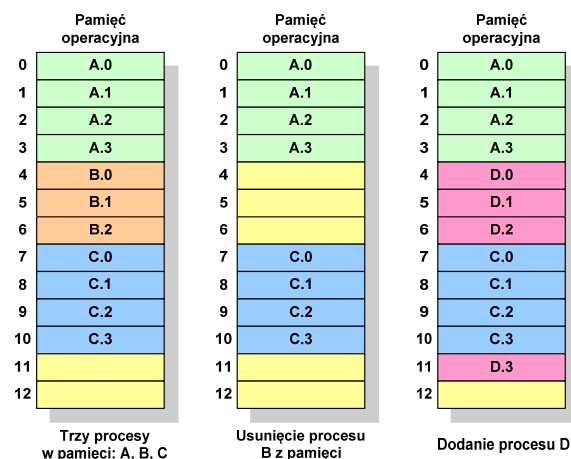 Pamięć
operacyjna
0 A.0
1 A.1
2 A.2
3 A.3
4 B.0
5 B.1
6 B.2
7 C.0
8 C.1
9 C.2
10 C.3
11
12
Trzy procesy
w pamięci: A, B, C
Pamięć
operacyjna
0 A.0
1 A.1
2 A.2
3 A.3
4
5
6
7 C.0
8 C.1
9 C.2
10 C.3
11
12
Usunięcie procesu
B z pamięci
Pamięć
operacyjna
0 A.0
1 A.1
2 A.2
3 A.3
4 D.0
5 D.1
6 D.2
7 C.0
8 C.1
9 C.2
10 C.3
11 D.3
12
Dodanie procesu D